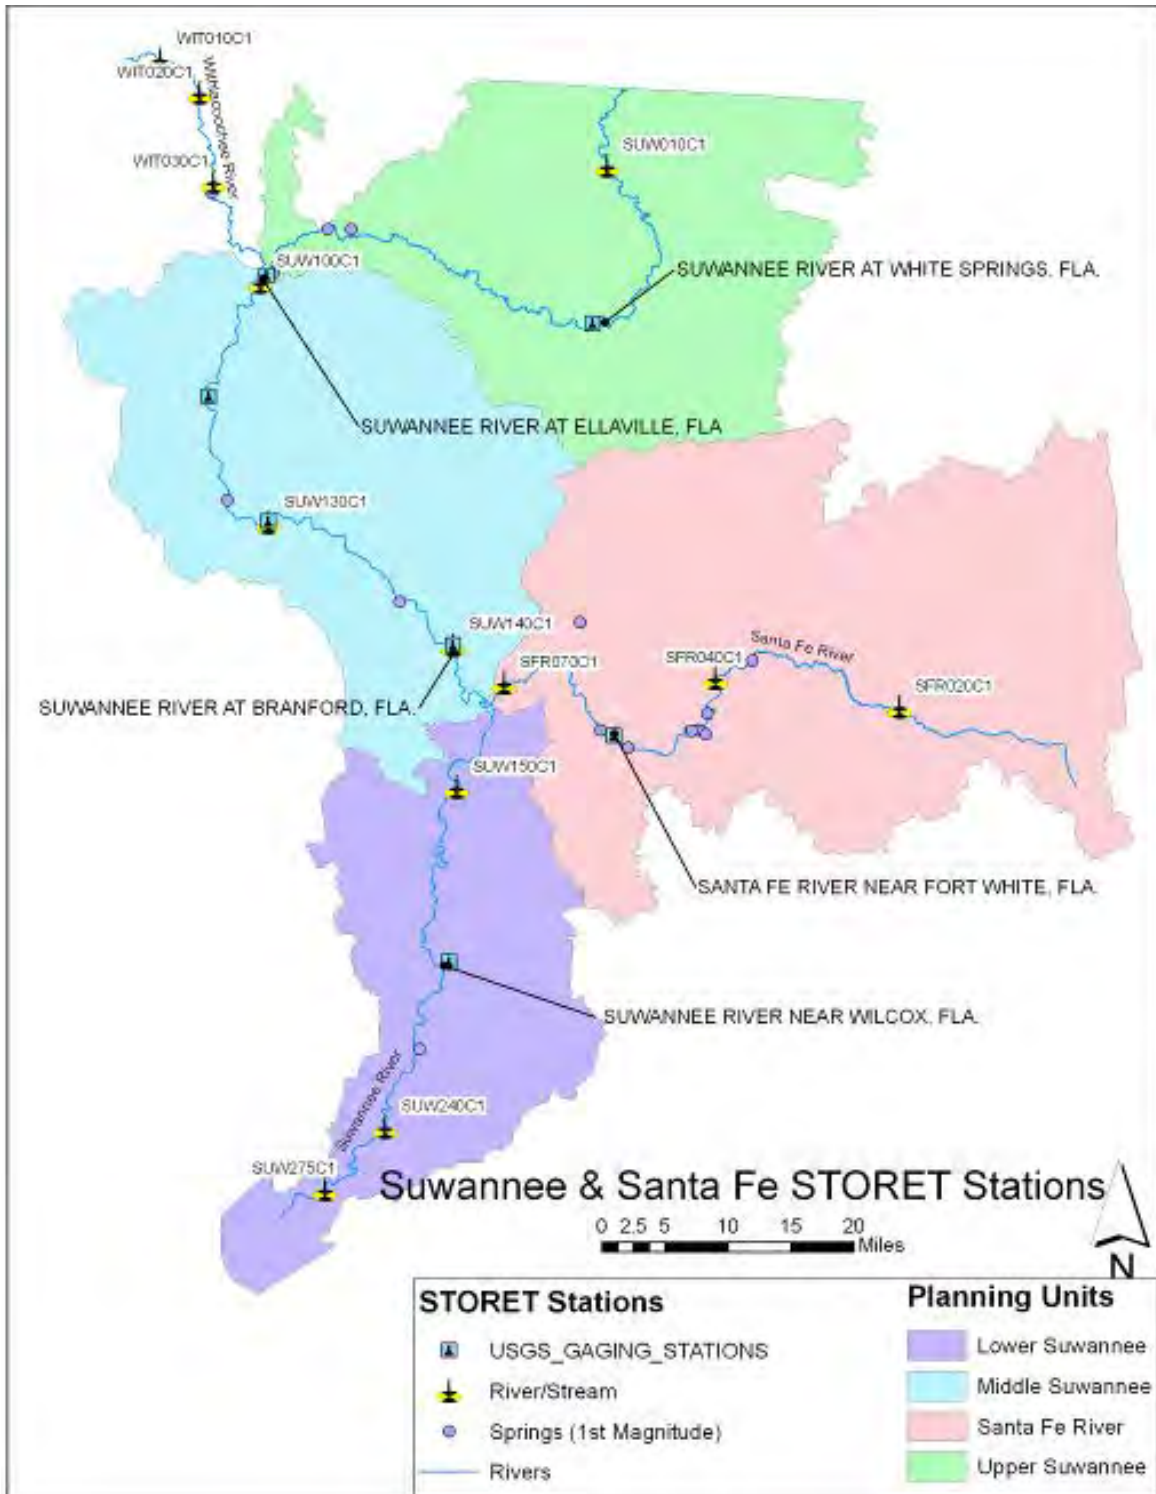 WIT010C1
WIT020C1
Withlacoochee River
WIT030C1
SUW010C1
SUW100C1
SUWANNEE RIVER AT WHITE SPRINGS, FLA.
SUWANNEE RIVER AT ELLAVILLE, FLA
SUW130C1
SUW140C1
SFR070C1
SFR040C1
Santa Fe River
SFR020C1
SUWANNEE RIVER AT BRANFORD, FLA.
SUW150C1
SANTA FE RIVER NEAR FORT WHITE, FLA.
SUWANNEE RIVER NEAR WILCOX, FLA.
Suwannee River
SUW240C1
SUW275C1
Suwannee & Santa Fe STORET Stations
0 2.5 5 10 15 20
Miles
N
STORET Stations
USGS_GAGING_STATIONS
River/Stream
Springs (1st Magnitude)
Rivers
Planning Units
Lower Suwannee
Middle Suwannee
Santa Fe River
Upper Suwannee